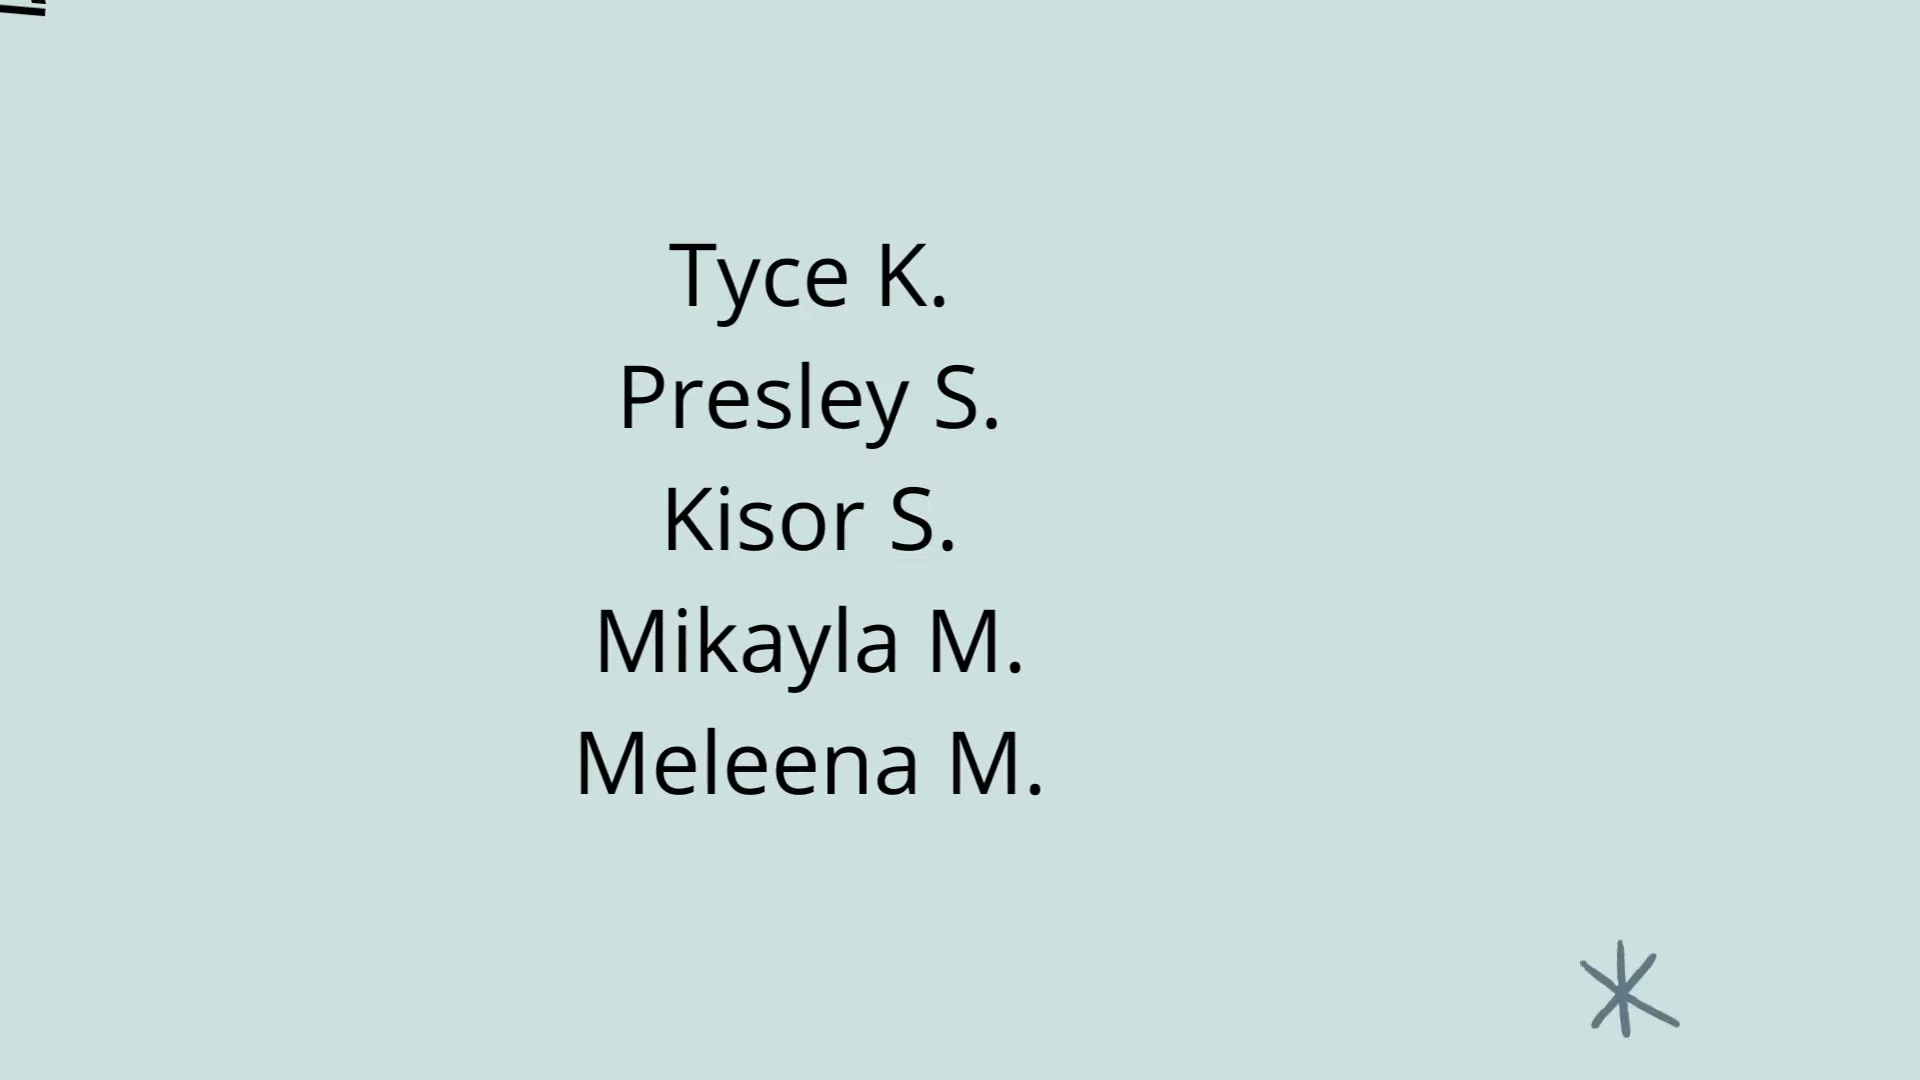 Tyce K.
Presley S.
Kisor S.
Mikayla M.
Meleena M.